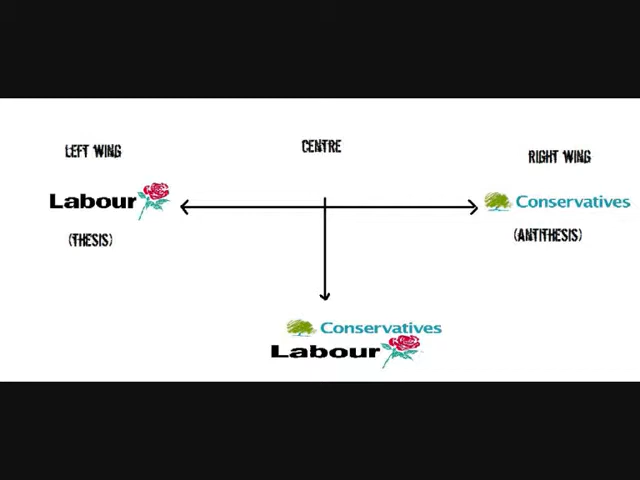 LEFT WING
CENTRE
RIGHT WING
Labour
Conservatives
(THESIS)
(ANTITHESIS)
Conservatives
Labour